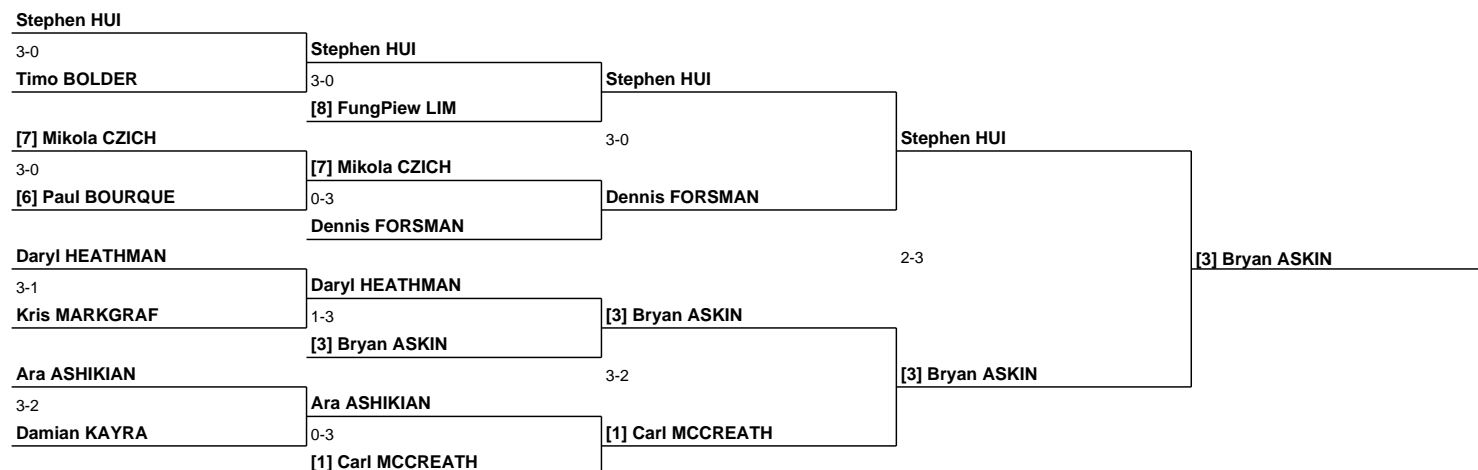 Stephen HUI
3-0
Timo BOLDER
[7] Mikola CZICH
3-0
[6] Paul BOURQUE
Daryl HEATHMAN
3-1
Kris MARKGRAF
Ara ASHIKIAN
3-2
Damian KAYRA
Stephen HUI
3-0
[8] FungPiew LIM
[7] Mikola CZICH
0-3
Dennis FORSMAN
Daryl HEATHMAN
1-3
[3] Bryan ASKIN
Ara ASHIKIAN
0-3
[1] Carl MCCREATH
Stephen HUI
3-0
Dennis FORSMAN
[3] Bryan ASKIN
3-2
[1] Carl MCCREATH
Stephen HUI
2-3
[3] Bryan ASKIN
[3] Bryan ASKIN